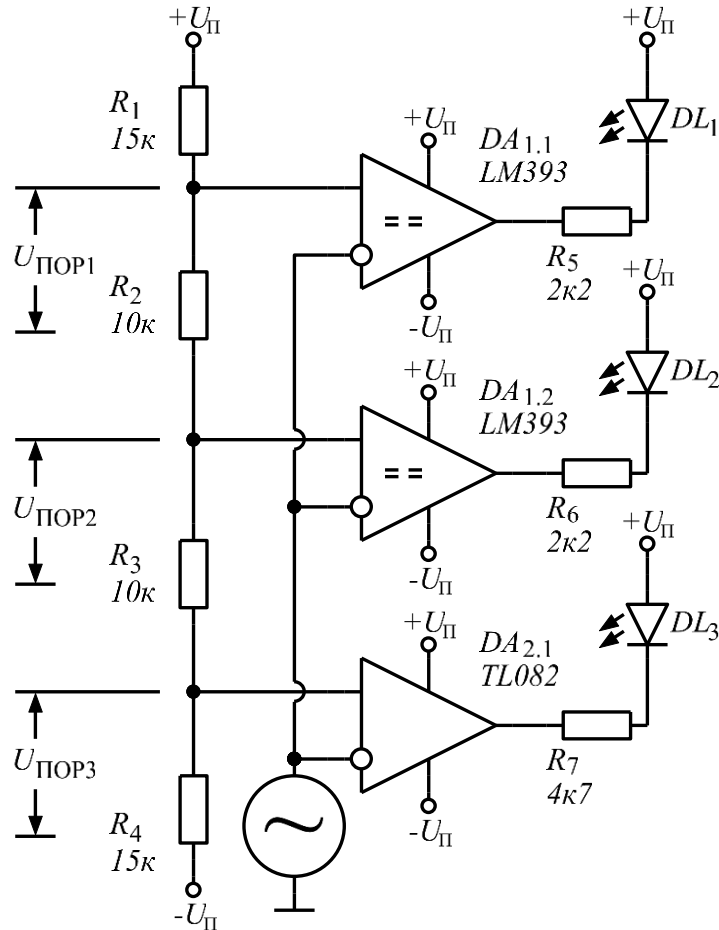 +Uп
+Uп
R1
15к
+Uп
DA1.1
LM393
DL1
= =
UПОР1
R2
10к
-Uп
R5
2к2
+Uп
+Uп
DA1.2
LM393
DL2
= =
UПОР2
R3
10к
-Uп
R6
2к2
+Uп
+Uп
DA2.1
TL082
DL3
UПОР3
R4
15к
-Uп
R7
4к7
~
-Uп